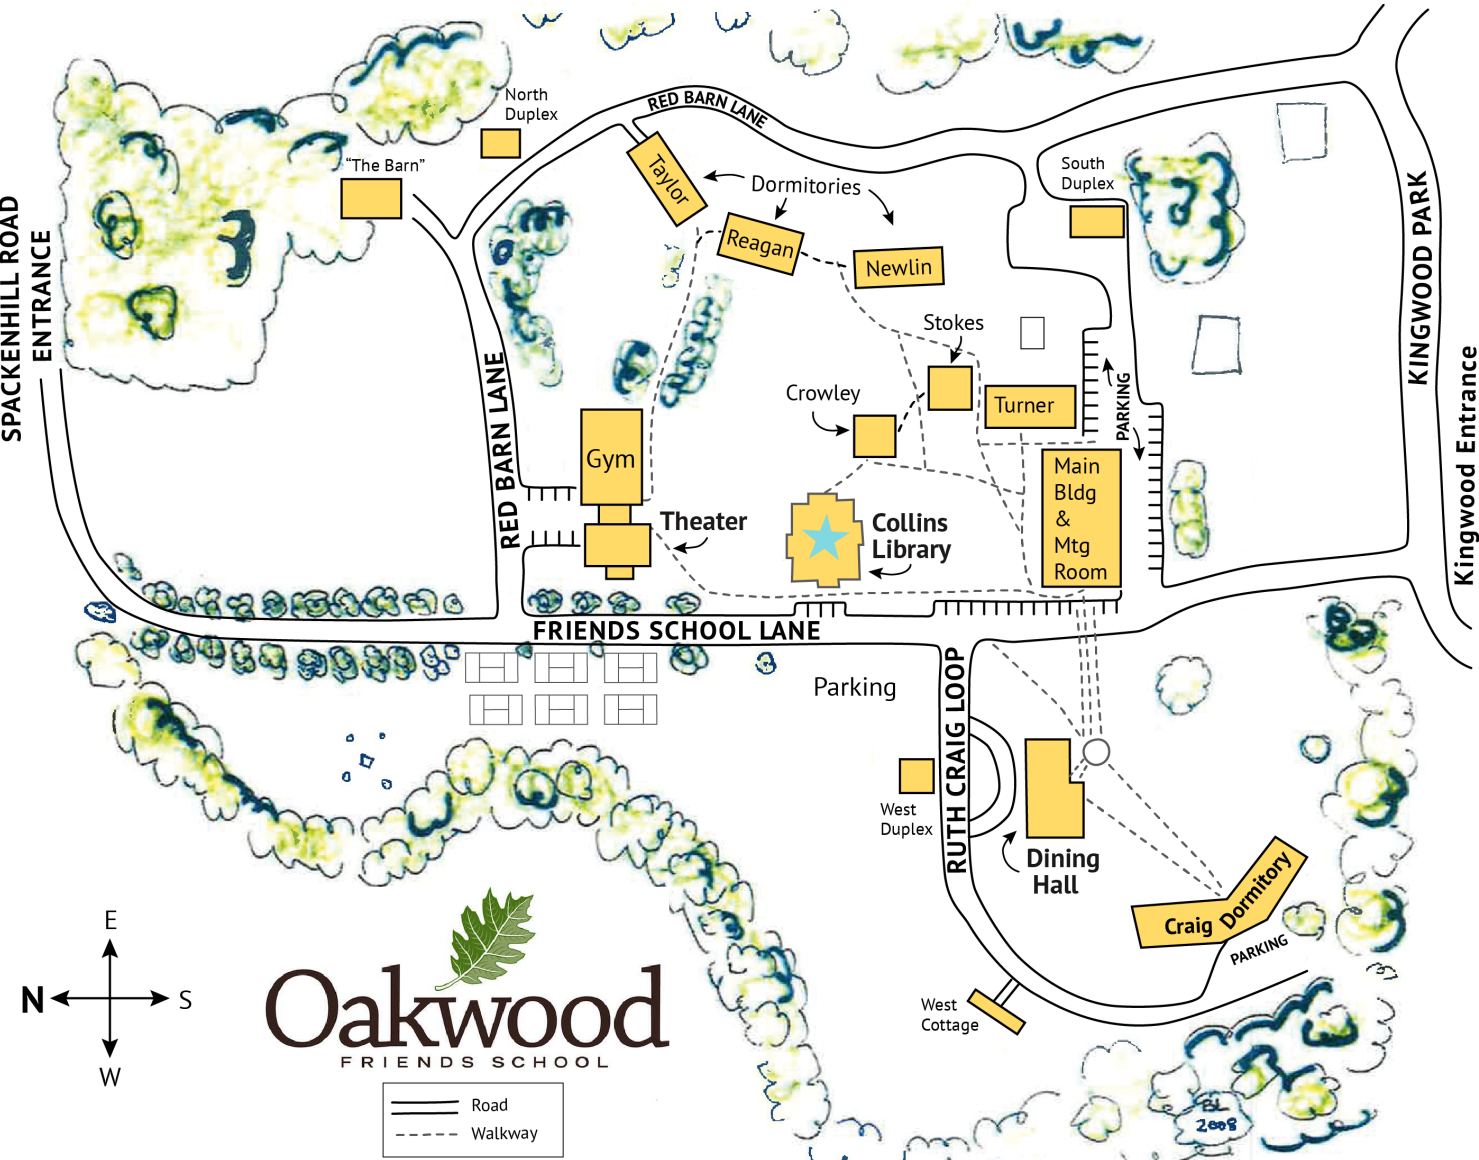 North
Duplex
RED BARN LANE
"The Barn"
Taylor
Dormitories
South
Duplex
SPACKENHILL ROAD
ENTRANCE
Reagan
Newlin
KINGWOOD PARK
Stokes
Crowley
Turner
PARKING
RED BARN LANE
Gym
Main
Bldg
&
Mtg
Room
Kingwood Entrance
Theater
Collins
Library
FRIENDS SCHOOL LANE
Parking
RUTH CRAIG LOOP
West
Duplex
Dining
Hall
Craig Dormitory
PARKING
West
Cottage
E
N
S
W
Oakwood
FRIENDS SCHOOL
Road
Walkway
BL
2008